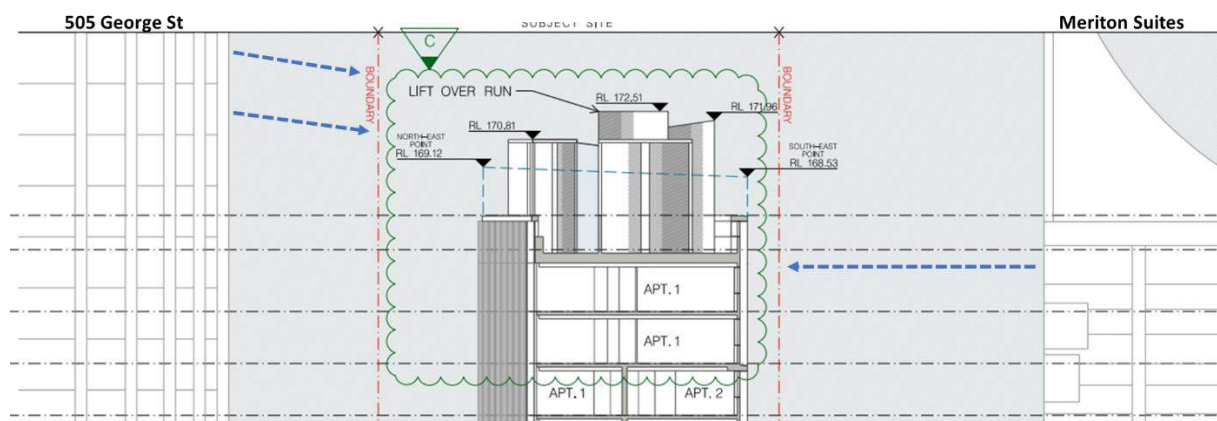 505 George St
SUBJECT SITE
Meriton Suites
C
BOUNDARY
BOUNDARY
LIFT OVER RUN
RL 172.51
RL 171.96
RL 170.81
NORTH-EAST
POINT
RL 169.12
SOUTH-EAST
POINT
RL 168.53
APT. 1
APT. 1
APT. 1
APT. 2